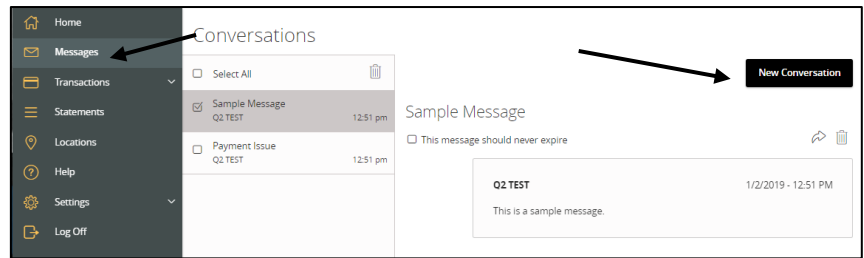 Home
Messages
Transactions
Statements
Locations
Help
Settings
Log Off
Conversations
Select All
Sample Message
Q2 TEST 12:51 pm
Payment Issue
Q2 TEST 12:51 pm
New Conversation
Sample Message
This message should never expire
Q2 TEST 1/2/2019 - 12:51 PM
This is a sample message.